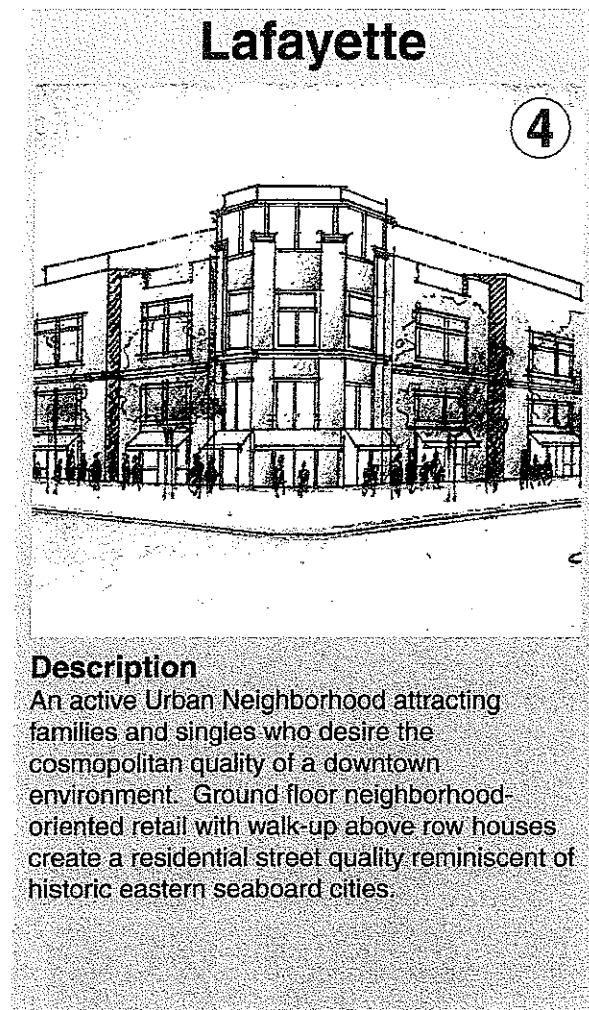 Lafayette
4
Description
An active Urban Neighborhood attracting
families and singles who desire the
cosmopolitan quality of a downtown
environment. Ground floor neighborhood-
oriented retail with walk-up above row houses
create a residential street quality reminiscent of
historic eastern seaboard cities.